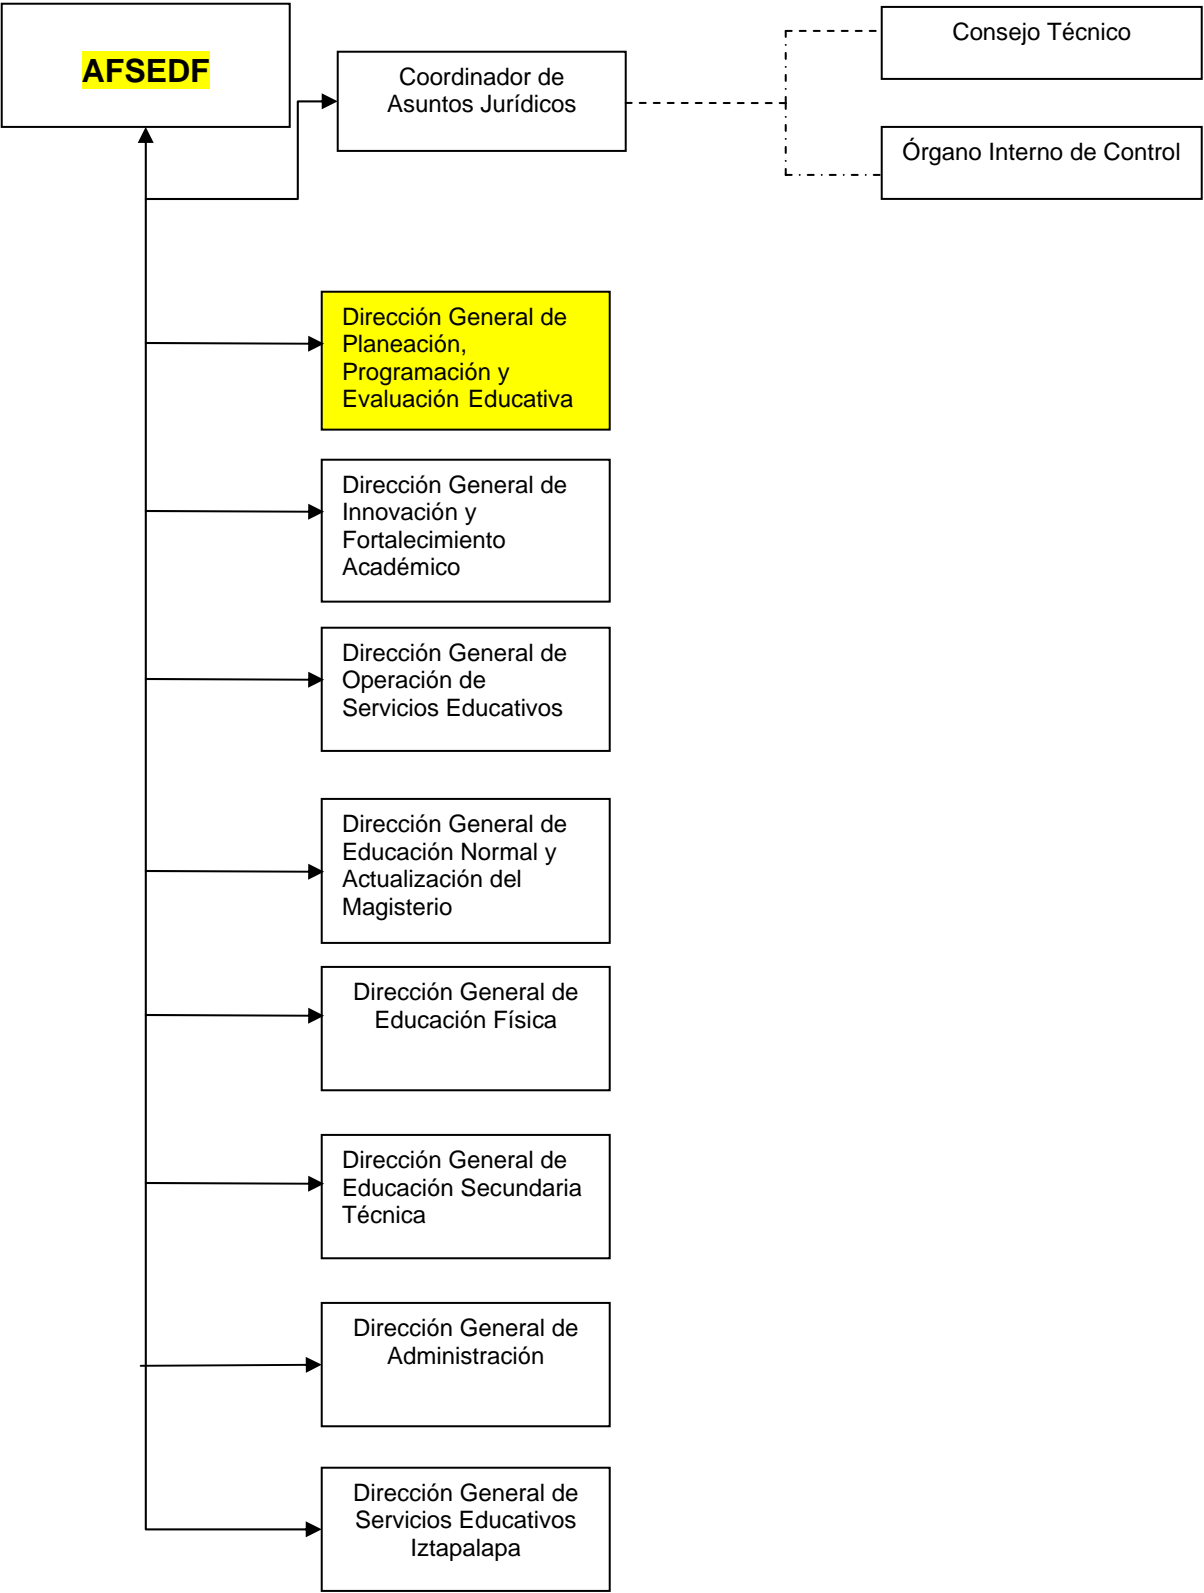 AFSEDF
Coordinador de
Asuntos Jurídicos
Consejo Técnico
Órgano Interno de Control
Dirección General de
Planeación,
Programación y
Evaluación Educativa
Dirección General de
Innovación y
Fortalecimiento
Académico
Dirección General de
Operación de
Servicios Educativos
Dirección General de
Educación Normal y
Actualización del
Magisterio
Dirección General de
Educación Física
Dirección General de
Educación Secundaria
Técnica
Dirección General de
Administración
Dirección General de
Servicios Educativos
Iztapalapa